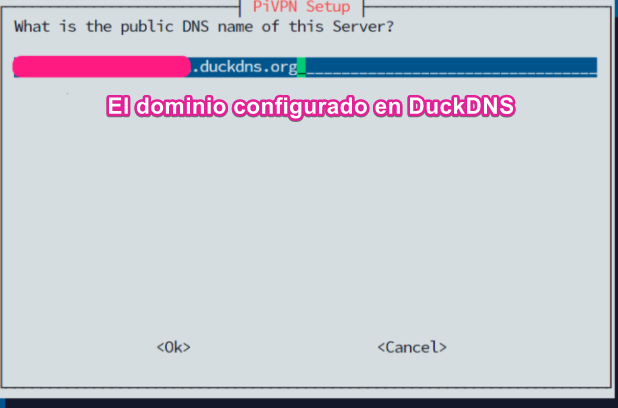 PiVPN Setup
What is the public DNS name of this Server?
.duckdns.org
El dominio configurado en DuckDNS
<Ok> <Cancel>